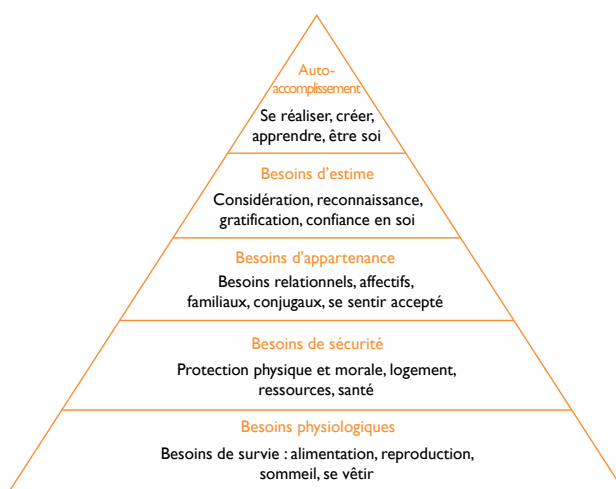 Auto-
accomplissement
Se réaliser, créer,
apprendre, être soi
Besoins d'estime
Considération, reconnaissance,
gratification, confiance en soi
Besoins d'appartenance
Besoins relationnels, affectifs,
familiaux, conjugaux, se sentir accepté
Besoins de sécurité
Protection physique et morale, logement,
ressources, santé
Besoins physiologiques
Besoins de survie : alimentation, reproduction,
sommeil, se vêtir